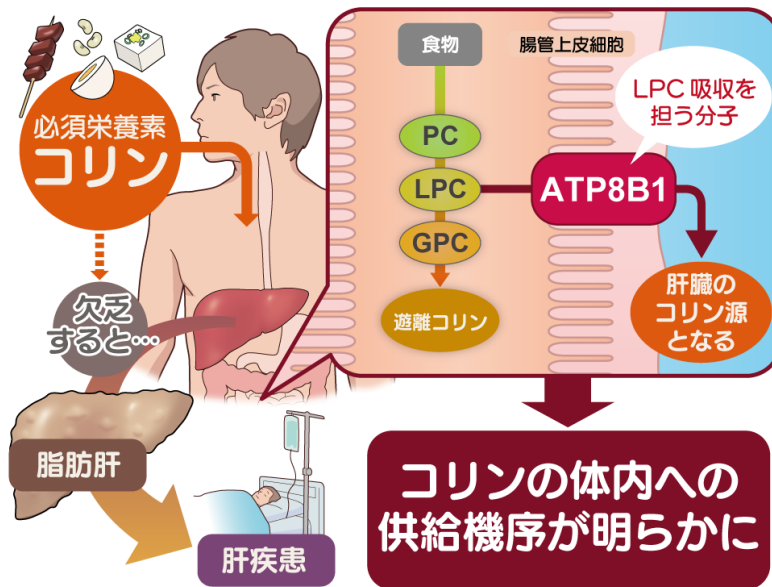 必須栄養素
コリン
欠乏
すると…
脂肪肝
肝疾患
食物
腸管上皮細胞
PC
LPC
GPC
遊離コリン
LPC 吸収を
担う分子
ATP8B1
肝臓の
コリン源
となる
コリンの体内への
供給機序が明らかに